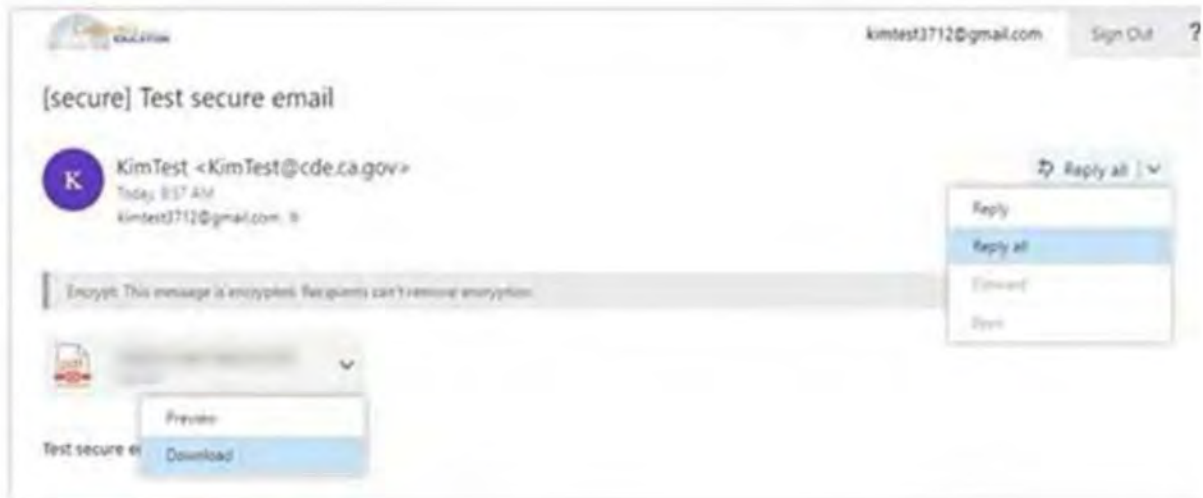 EDUCATION
kimtest3712@gmail.com
Sign Out
?
[secure] Test secure email
K
KimTest <KimTest@cde.ca.gov>
Today, 8:57 AM
kimtest3712@gmail.com
Reply all
Reply
Reply all
Forward
Encrypt: This message is encrypted. Recipients can't remove encryption.
pdf
Preview
Download
Test secure e